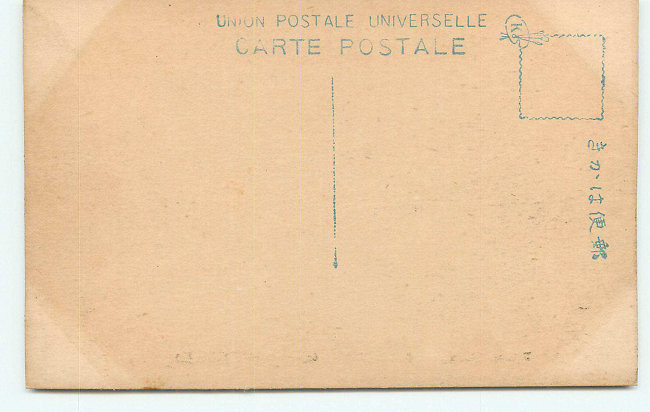 UNION POSTALE UNIVERSELLE
CARTE POSTALE
きかは便郵